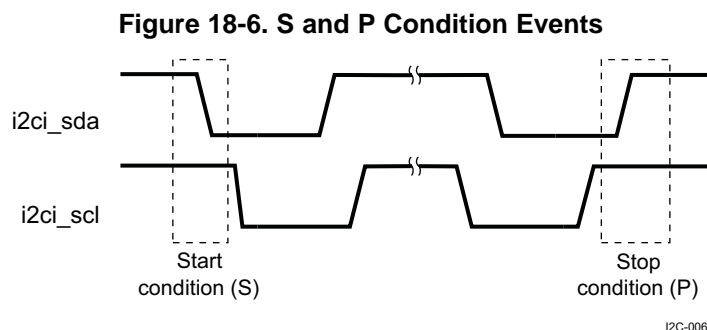 Figure 18-6. S and P Condition Events
i2ci_sda
i2ci_scl
Start
condition (S)
Stop
condition (P)
I2C-006